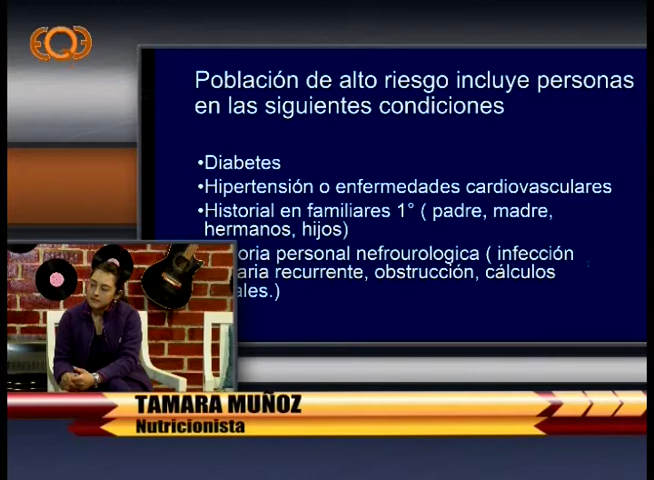 EQE
Población de alto riesgo incluye personas
en las siguientes condiciones
•Diabetes
•Hipertensión o enfermedades cardiovasculares
•Historial en familiares 1° ( padre, madre,
hermanos, hijos)
oria personal nefrourologica ( infección
aria recurrente, obstrucción, cálculos
ales.)
TAMARA MUÑOZ
Nutricionista